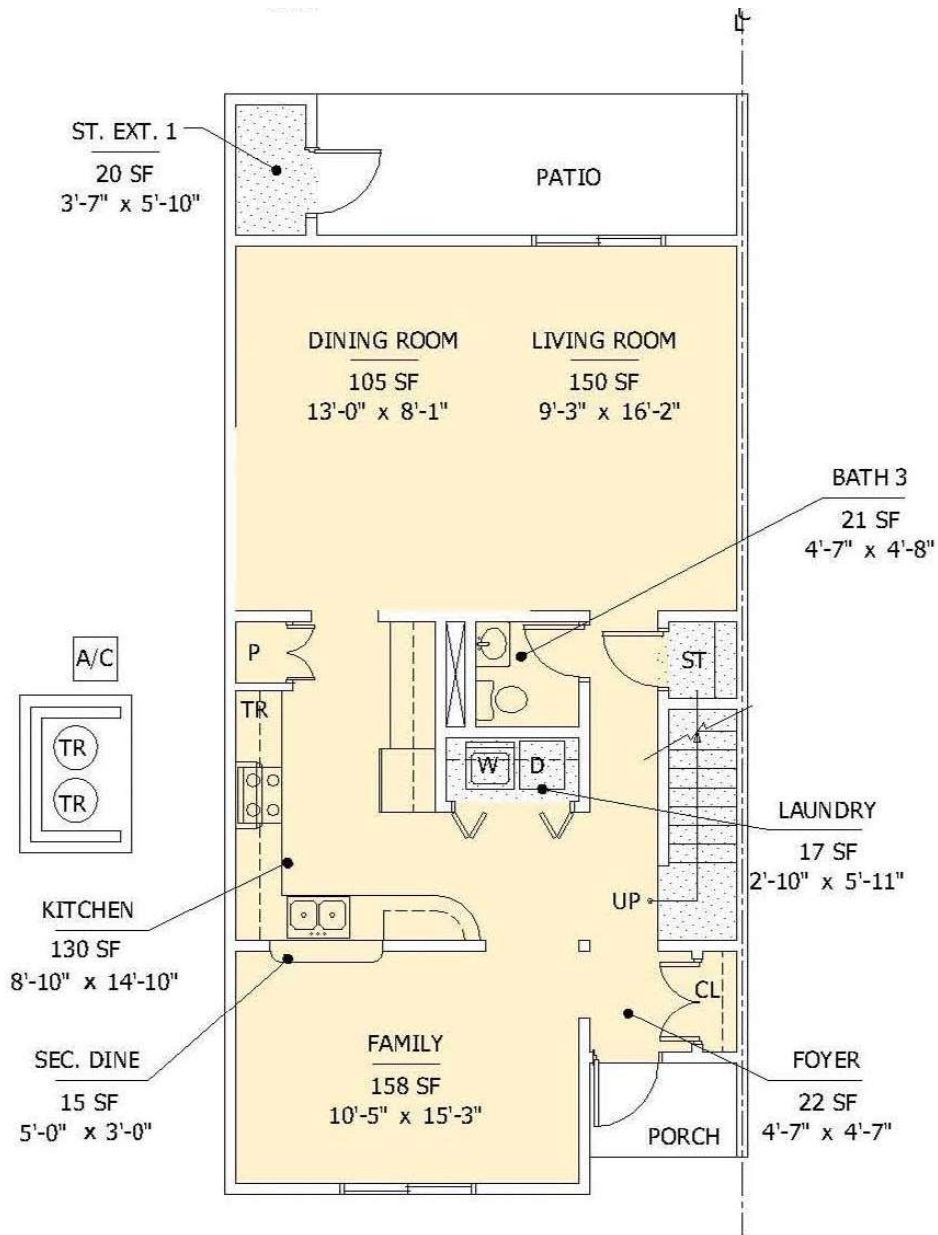 ST. EXT. 1
20 SF
3'-7" x 5'-10"
PATIO
DINING ROOM
105 SF
13'-0" x 8'-1"
LIVING ROOM
150 SF
9'-3" x 16'-2"
BATH 3
21 SF
4'-7" x 4'-8"
P
ST
A/C
TR
TR
TR
W
D
LAUNDRY
17 SF
2'-10" x 5'-11"
UP
KITCHEN
130 SF
8'-10" x 14'-10"
CL
SEC. DINE
15 SF
5'-0" x 3'-0"
FAMILY
158 SF
10'-5" x 15'-3"
FOYER
22 SF
4'-7" x 4'-7"
PORCH